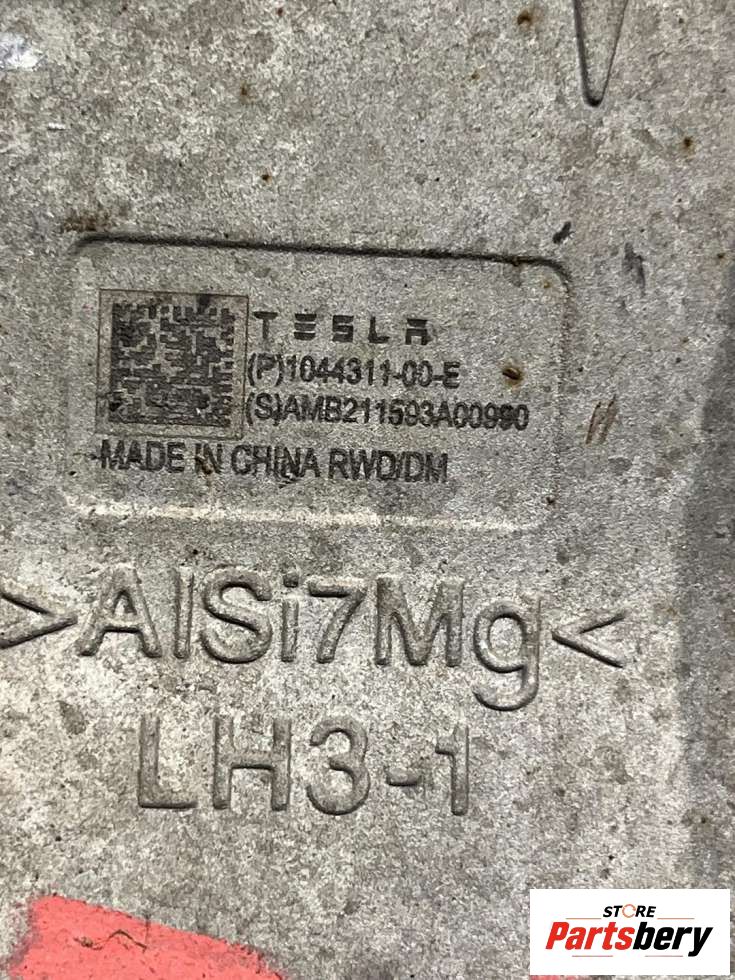 TESLA
(P)1044311-00-E
(S)AMB211593A00990
MADE IN CHINA RWD/DM
>AlSi7Mg<
LH3-1
STORE
Partsbery